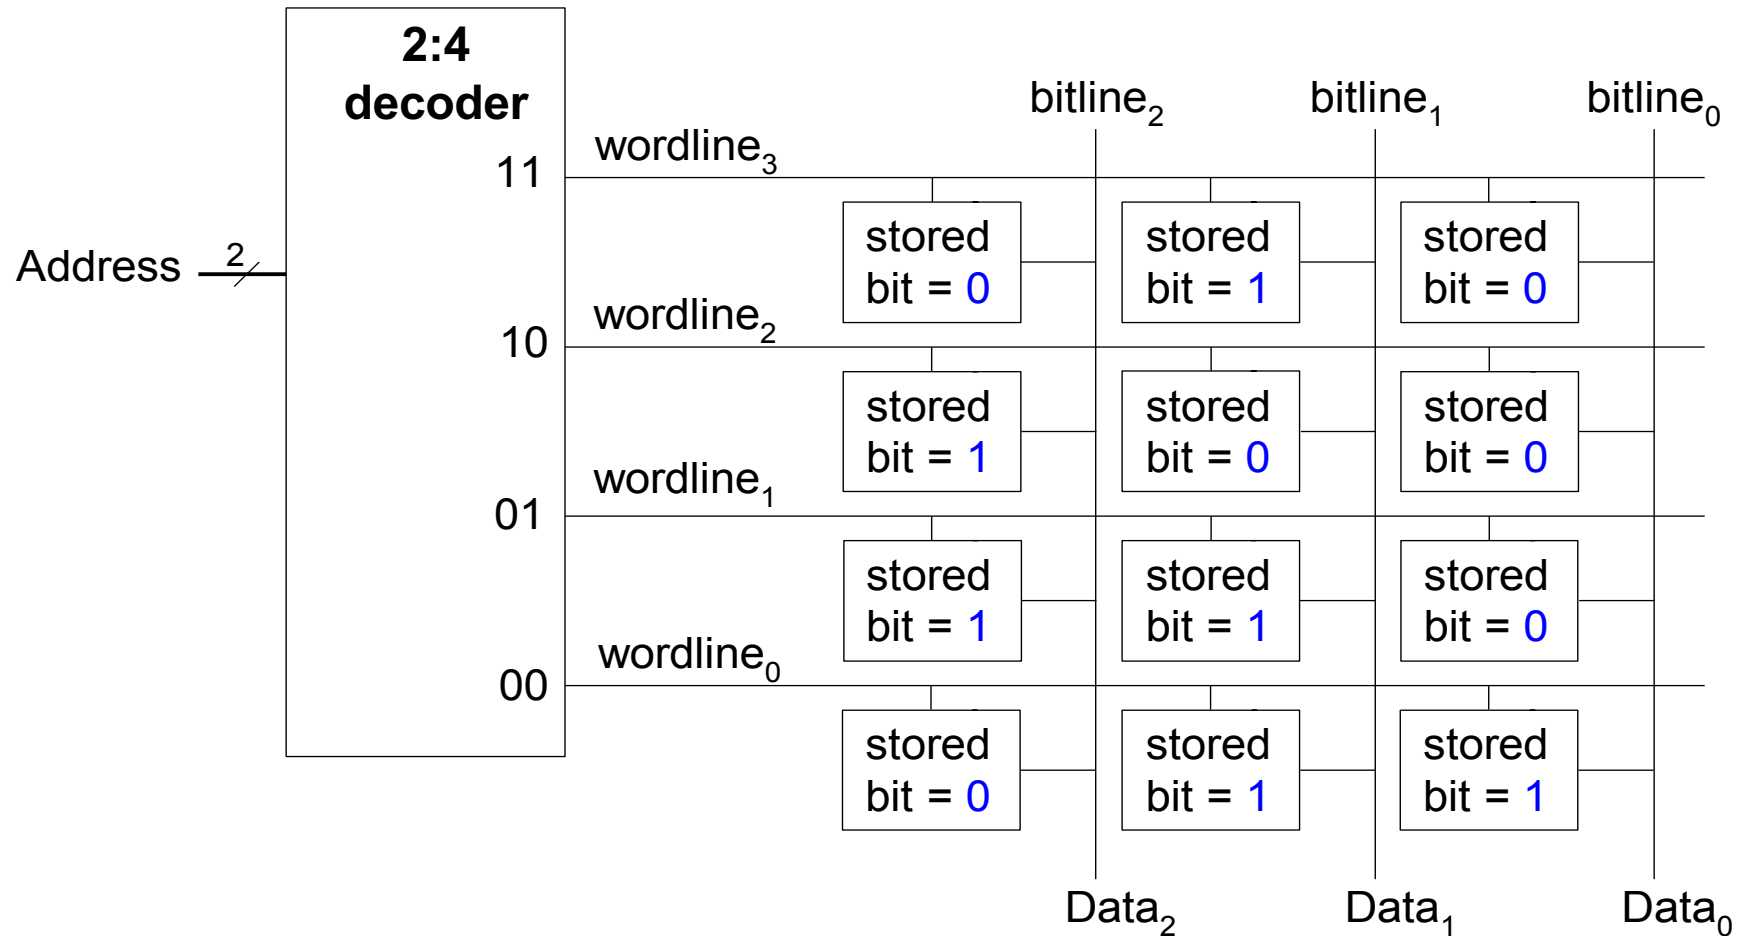 2:4
decoder
bitline₂ bitline₁ bitline₀
wordline₃
11
stored stored stored
bit = 0 bit = 1 bit = 0
Address 2
wordline₂
10
stored stored stored
bit = 1 bit = 0 bit = 0
wordline₁
01
stored stored stored
bit = 1 bit = 1 bit = 0
wordline₀
00
stored stored stored
bit = 0 bit = 1 bit = 1
Data₂ Data₁ Data₀